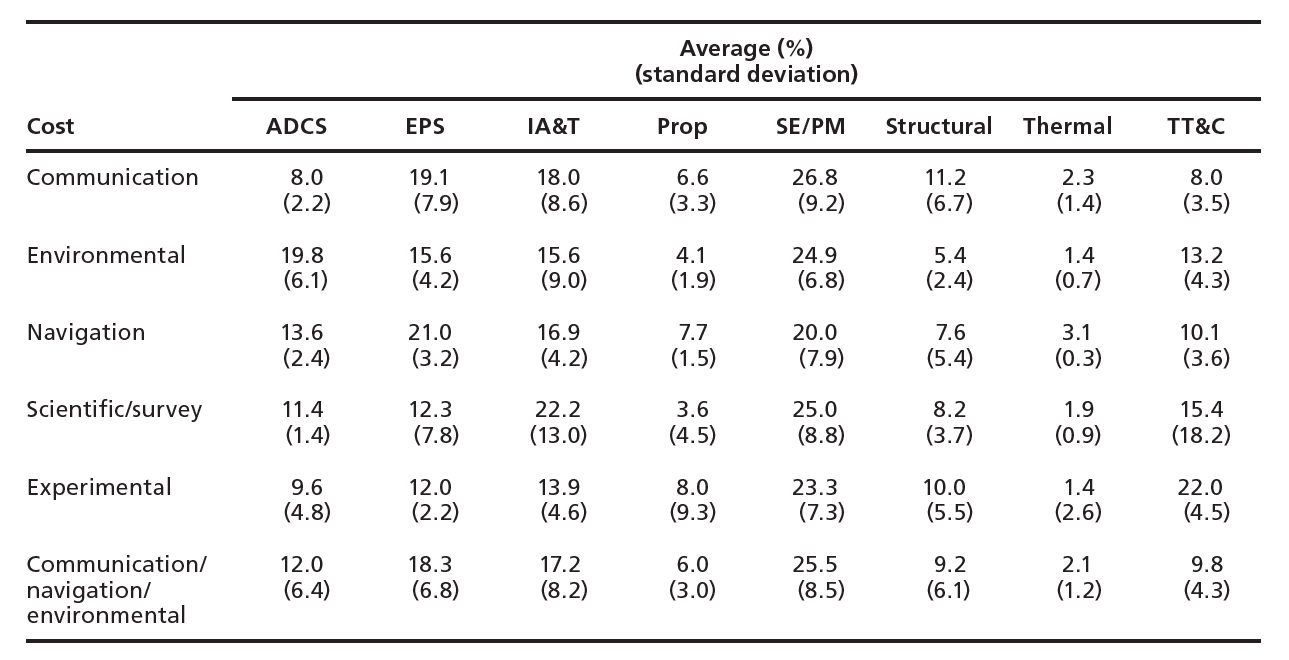 Average (%)
(standard deviation)
Cost ADCS EPS IA&T Prop SE/PM Structural Thermal TT&C
Communication 8.0 19.1 18.0 6.6 26.8 11.2 2.3 8.0
(2.2) (7.9) (8.6) (3.3) (9.2) (6.7) (1.4) (3.5)
Environmental 19.8 15.6 15.6 4.1 24.9 5.4 1.4 13.2
(6.1) (4.2) (9.0) (1.9) (6.8) (2.4) (0.7) (4.3)
Navigation 13.6 21.0 16.9 7.7 20.0 7.6 3.1 10.1
(2.4) (3.2) (4.2) (1.5) (7.9) (5.4) (0.3) (3.6)
Scientific/survey 11.4 12.3 22.2 3.6 25.0 8.2 1.9 15.4
(1.4) (7.8) (13.0) (4.5) (8.8) (3.7) (0.9) (18.2)
Experimental 9.6 12.0 13.9 8.0 23.3 10.0 1.4 22.0
(4.8) (2.2) (4.6) (9.3) (7.3) (5.5) (2.6) (4.5)
Communication/ 12.0 18.3 17.2 6.0 25.5 9.2 2.1 9.8
navigation/ (6.4) (6.8) (8.2) (3.0) (8.5) (6.1) (1.2) (4.3)
environmental